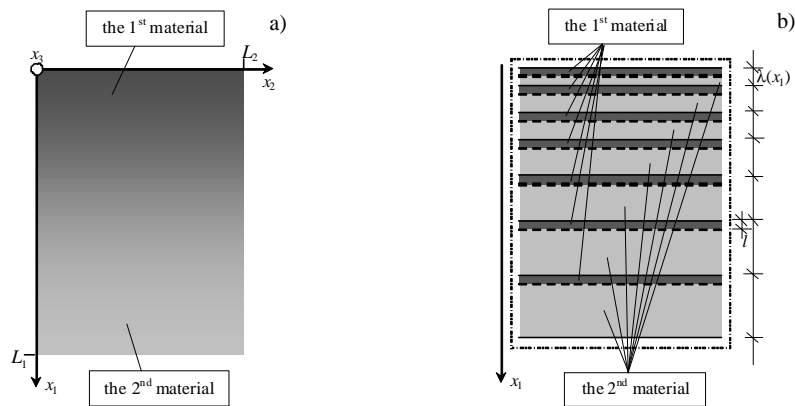 a)
the 1st material
x3
L2
x2
L1
x1
the 2nd material
b)
the 1st material
λ(x1)
l
x1
the 2nd material